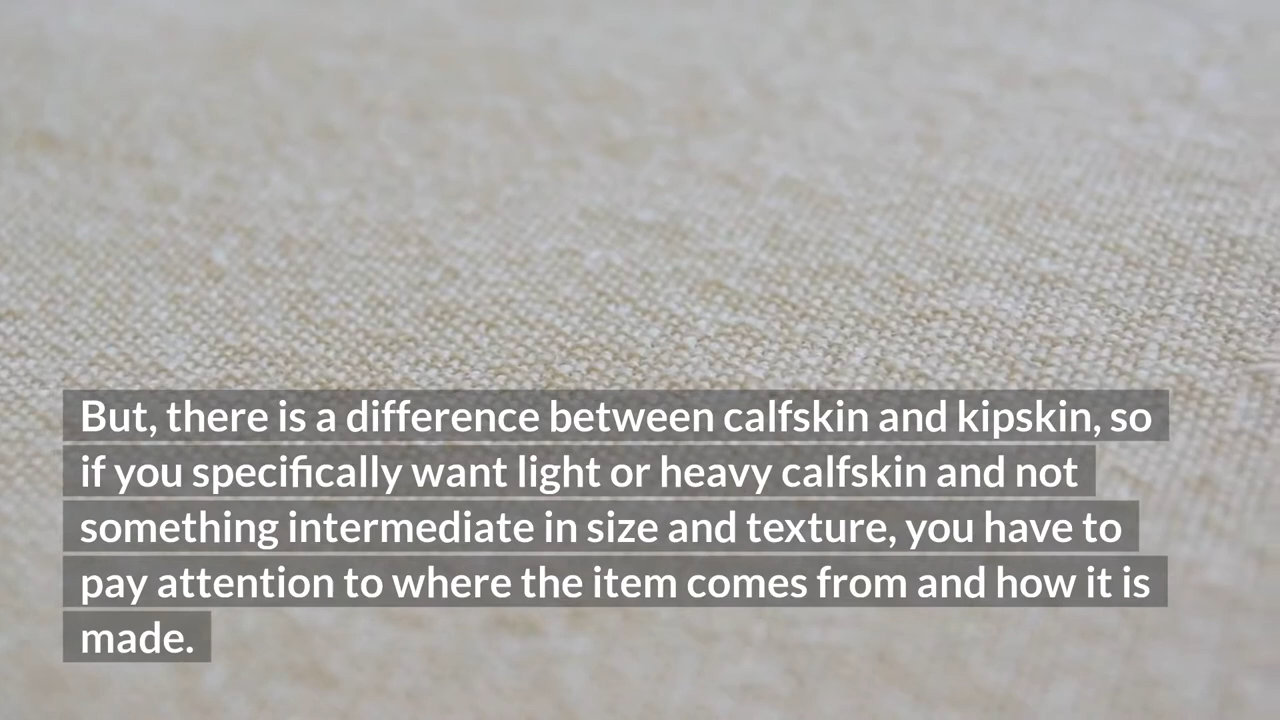 But, there is a difference between calfskin and kipskin, so
if you specifically want light or heavy calfskin and not
something intermediate in size and texture, you have to
pay attention to where the item comes from and how it is
made.